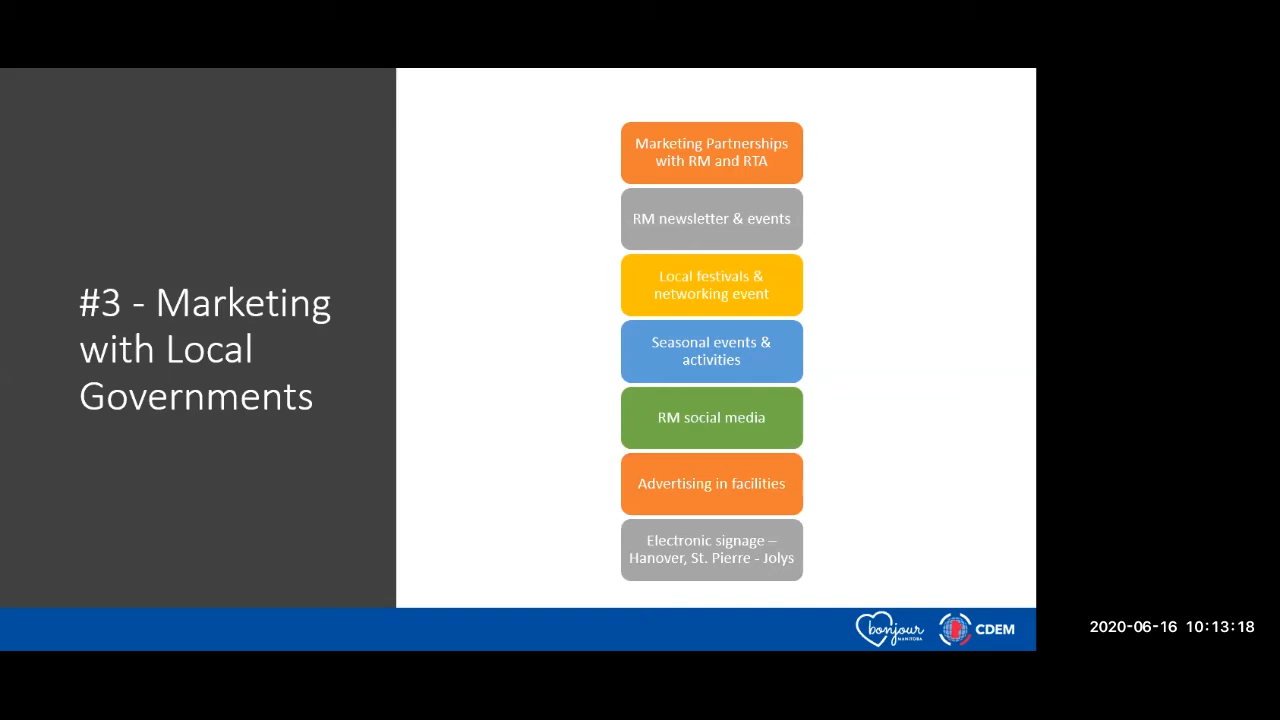 #3 - Marketing
with Local
Governments
Marketing Partnerships
with RM and RTA
RM newsletter & events
Local festivals &
networking event
Seasonal events &
activities
RM social media
Advertising in facilities
Electronic signage –
Hanover, St. Pierre - Jolys
bonjour
MANITOBA
CDEM
2020-06-16 10:13:18